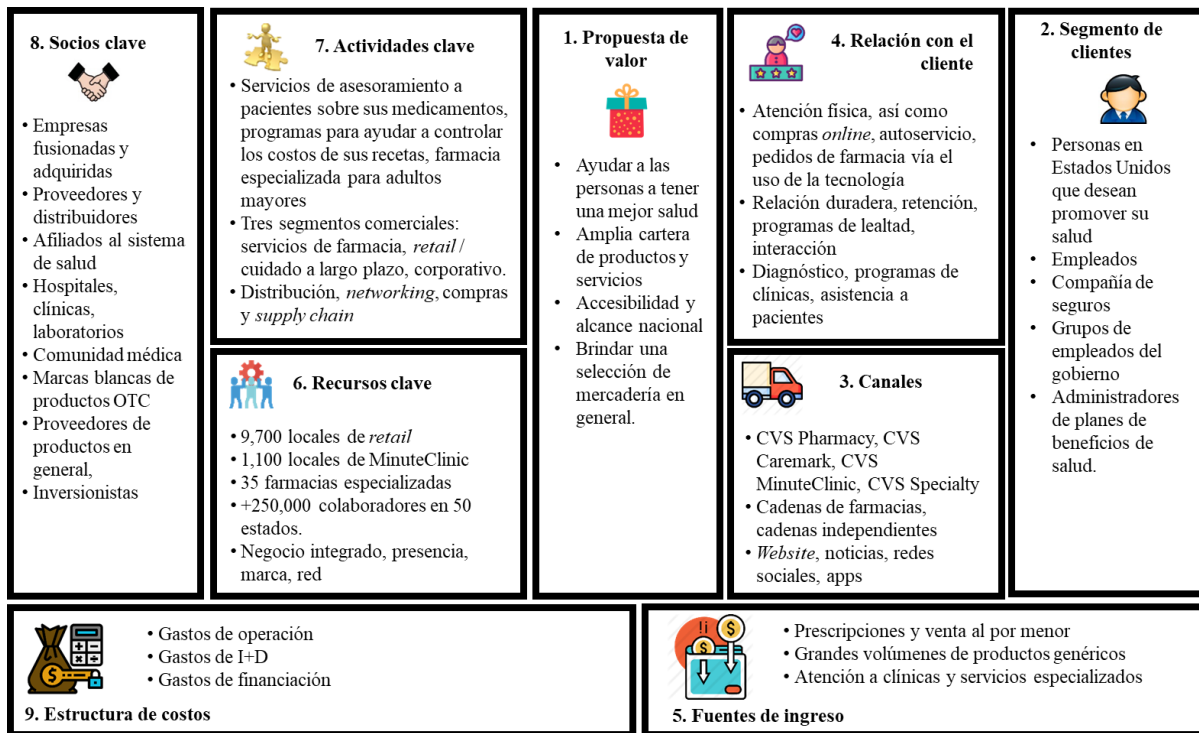 8. Socios clave
• Empresas
fusionadas y
adquiridas
• Proveedores y
distribuidores
• Afiliados al sistema
de salud
• Hospitales,
clínicas,
laboratorios
• Comunidad médica
• Marcas blancas de
productos OTC
• Proveedores de
productos en
general,
• Inversionistas
7. Actividades clave
• Servicios de asesoramiento a
pacientes sobre sus medicamentos,
programas para ayudar a controlar
los costos de sus recetas, farmacia
especializada para adultos
mayores
• Tres segmentos comerciales:
servicios de farmacia, retail /
cuidado a largo plazo, corporativo.
• Distribución, networking, compras
y supply chain
6. Recursos clave
• 9,700 locales de retail
• 1,100 locales de MinuteClinic
• 35 farmacias especializadas
• +250,000 colaboradores en 50
estados.
• Negocio integrado, presencia,
marca, red
1. Propuesta de
valor
• Ayudar a las
personas a tener
una mejor salud
• Amplia cartera
de productos y
servicios
• Accesibilidad y
alcance nacional
• Brindar una
selección de
mercadería en
general.
4. Relación con el
cliente
• Atención física, así como
compras online, autoservicio,
pedidos de farmacia vía el
uso de la tecnología
• Relación duradera, retención,
programas de lealtad,
interacción
• Diagnóstico, programas de
clínicas, asistencia a
pacientes
3. Canales
• CVS Pharmacy, CVS
Caremark, CVS
MinuteClinic, CVS Specialty
• Cadenas de farmacias,
cadenas independientes
• Website, noticias, redes
sociales, apps
2. Segmento de
clientes
• Personas en
Estados Unidos
que desean
promover su
salud
• Empleados
• Compañía de
seguros
• Grupos de
empleados del
gobierno
• Administradores
de planes de
beneficios de
salud.
• Gastos de operación
• Gastos de I+D
• Gastos de financiación
9. Estructura de costos
• Prescripciones y venta al por menor
• Grandes volúmenes de productos genéricos
• Atención a clínicas y servicios especializados
5. Fuentes de ingreso